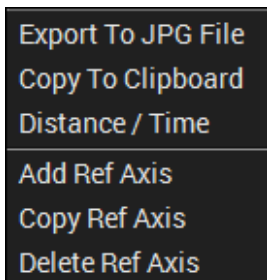 Export To JPG File
Copy To Clipboard
Distance / Time
Add Ref Axis
Copy Ref Axis
Delete Ref Axis